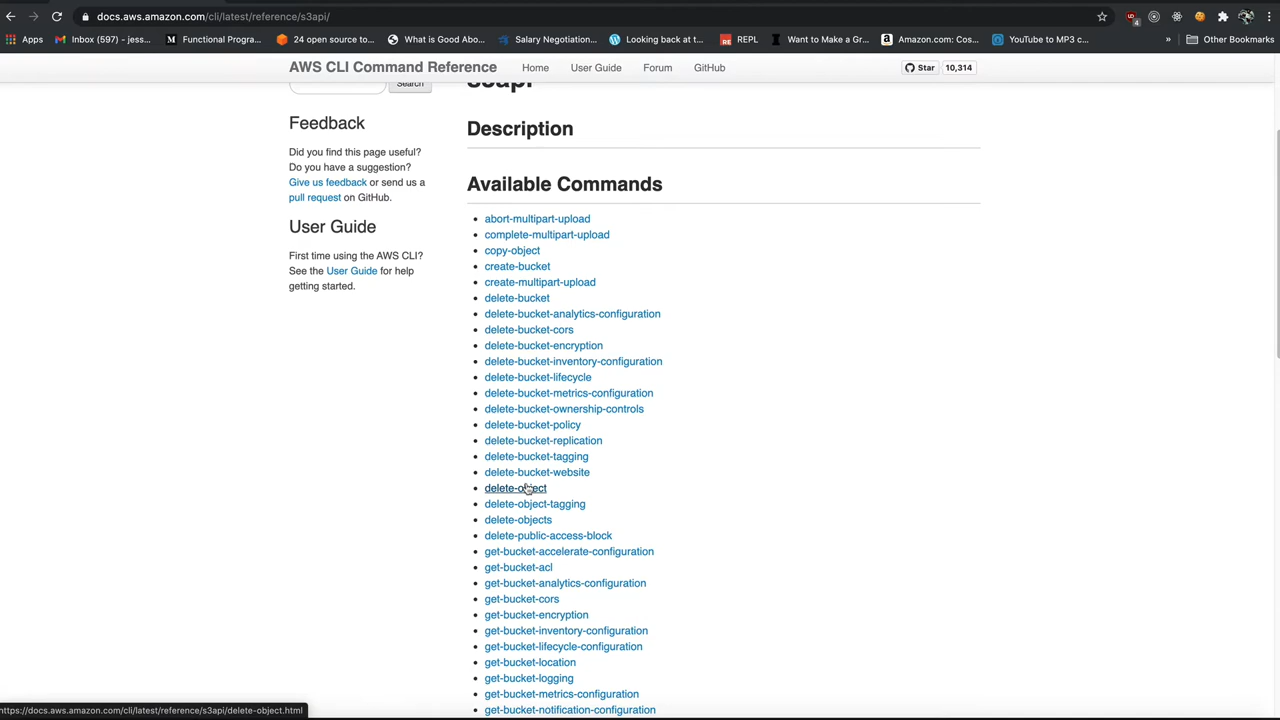 docs.aws.amazon.com/cli/latest/reference/s3api/
4
Apps
Inbox (597) - jess...
Functional Progra...
24 open source to...
What is Good Abo...
Salary Negotiation...
Looking back at t...
REPL
Want to Make a Gr...
Amazon.com: Cos...
YouTube to MP3 c...
»
Other Bookmarks
AWS CLI Command Reference
Home
User Guide
Forum
GitHub
Star
10,314
Search
s3api
Feedback
Did you find this page useful?
Do you have a suggestion?
Give us feedback or send us a
pull request on GitHub.
User Guide
First time using the AWS CLI?
See the User Guide for help
getting started.
Description
Available Commands
abort-multipart-upload
complete-multipart-upload
copy-object
create-bucket
create-multipart-upload
delete-bucket
delete-bucket-analytics-configuration
delete-bucket-cors
delete-bucket-encryption
delete-bucket-inventory-configuration
delete-bucket-lifecycle
delete-bucket-metrics-configuration
delete-bucket-ownership-controls
delete-bucket-policy
delete-bucket-replication
delete-bucket-tagging
delete-bucket-website
delete-object
delete-object-tagging
delete-objects
delete-public-access-block
get-bucket-accelerate-configuration
get-bucket-acl
get-bucket-analytics-configuration
get-bucket-cors
get-bucket-encryption
get-bucket-inventory-configuration
get-bucket-lifecycle-configuration
get-bucket-location
get-bucket-logging
get-bucket-metrics-configuration
get-bucket-notification-configuration
https://docs.aws.amazon.com/cli/latest/reference/s3api/delete-object.html